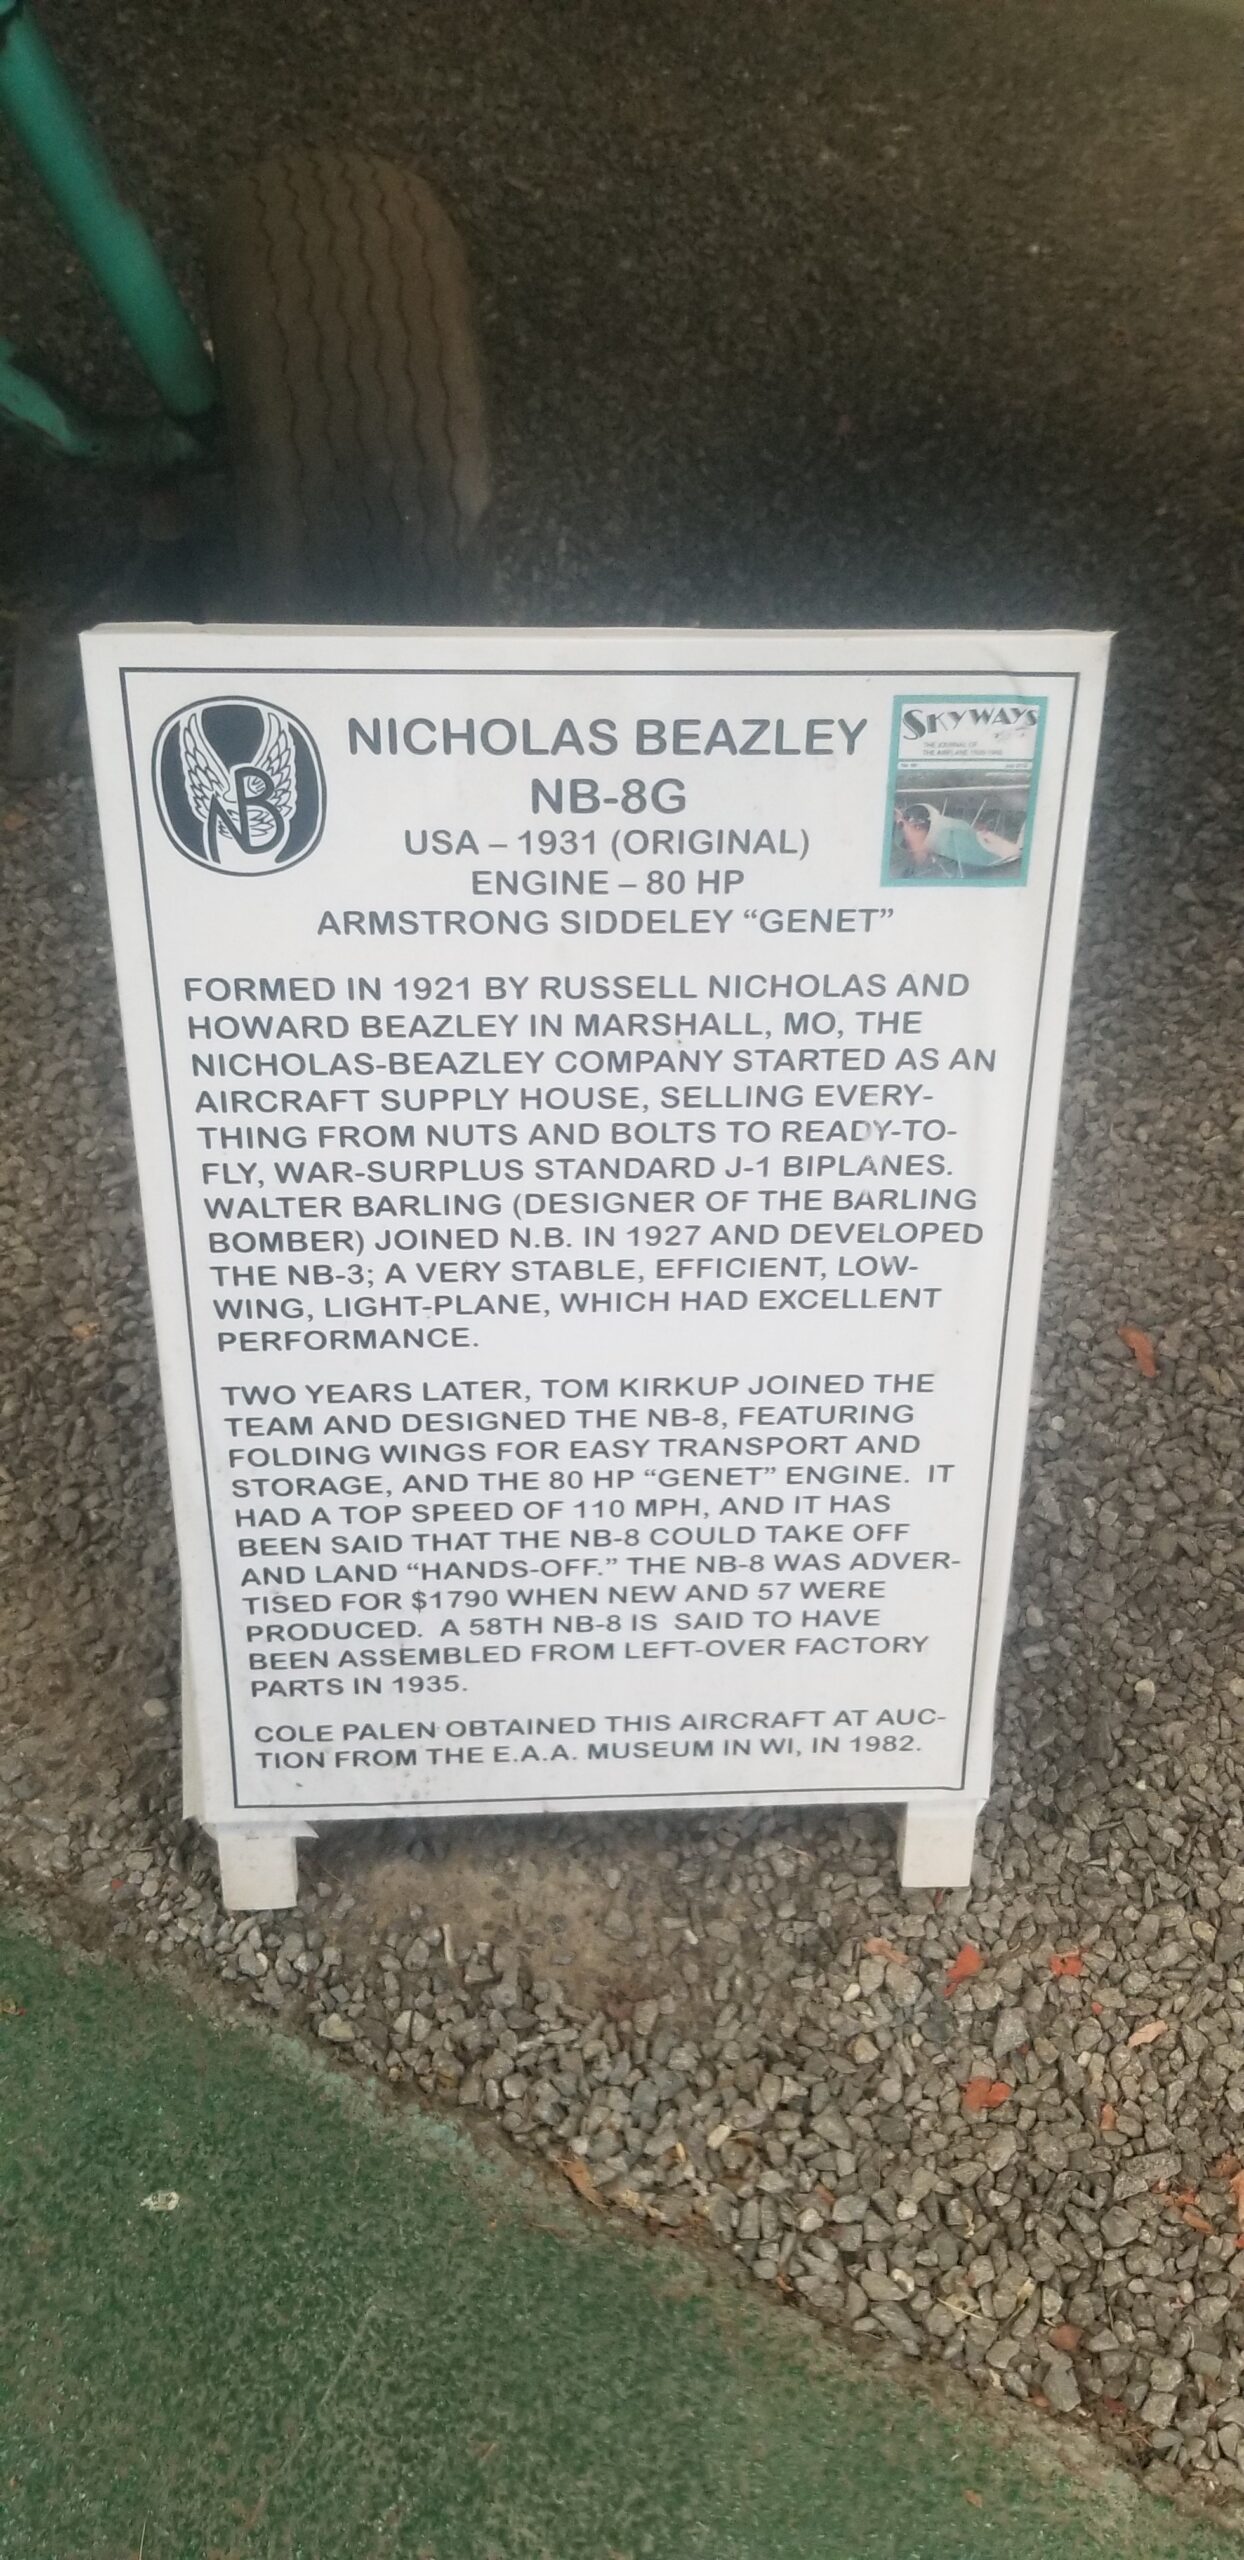 NB
NICHOLAS BEAZLEY
NB-8G
USA – 1931 (ORIGINAL)
ENGINE – 80 HP
ARMSTRONG SIDDELEY “GENET”
SKYWAYS
THE JOURNAL OF
THE AIRPLANE 1920-1940
FORMED IN 1921 BY RUSSELL NICHOLAS AND
HOWARD BEAZLEY IN MARSHALL, MO, THE
NICHOLAS-BEAZLEY COMPANY STARTED AS AN
AIRCRAFT SUPPLY HOUSE, SELLING EVERY-
THING FROM NUTS AND BOLTS TO READY-TO-
FLY, WAR-SURPLUS STANDARD J-1 BIPLANES.
WALTER BARLING (DESIGNER OF THE BARLING
BOMBER) JOINED N.B. IN 1927 AND DEVELOPED
THE NB-3; A VERY STABLE, EFFICIENT, LOW-
WING, LIGHT-PLANE, WHICH HAD EXCELLENT
PERFORMANCE.
TWO YEARS LATER, TOM KIRKUP JOINED THE
TEAM AND DESIGNED THE NB-8, FEATURING
FOLDING WINGS FOR EASY TRANSPORT AND
STORAGE, AND THE 80 HP “GENET” ENGINE. IT
HAD A TOP SPEED OF 110 MPH, AND IT HAS
BEEN SAID THAT THE NB-8 COULD TAKE OFF
AND LAND “HANDS-OFF.” THE NB-8 WAS ADVER-
TISED FOR $1790 WHEN NEW AND 57 WERE
PRODUCED. A 58TH NB-8 IS SAID TO HAVE
BEEN ASSEMBLED FROM LEFT-OVER FACTORY
PARTS IN 1935.
COLE PALEN OBTAINED THIS AIRCRAFT AT AUC-
TION FROM THE E.A.A. MUSEUM IN WI, IN 1982.